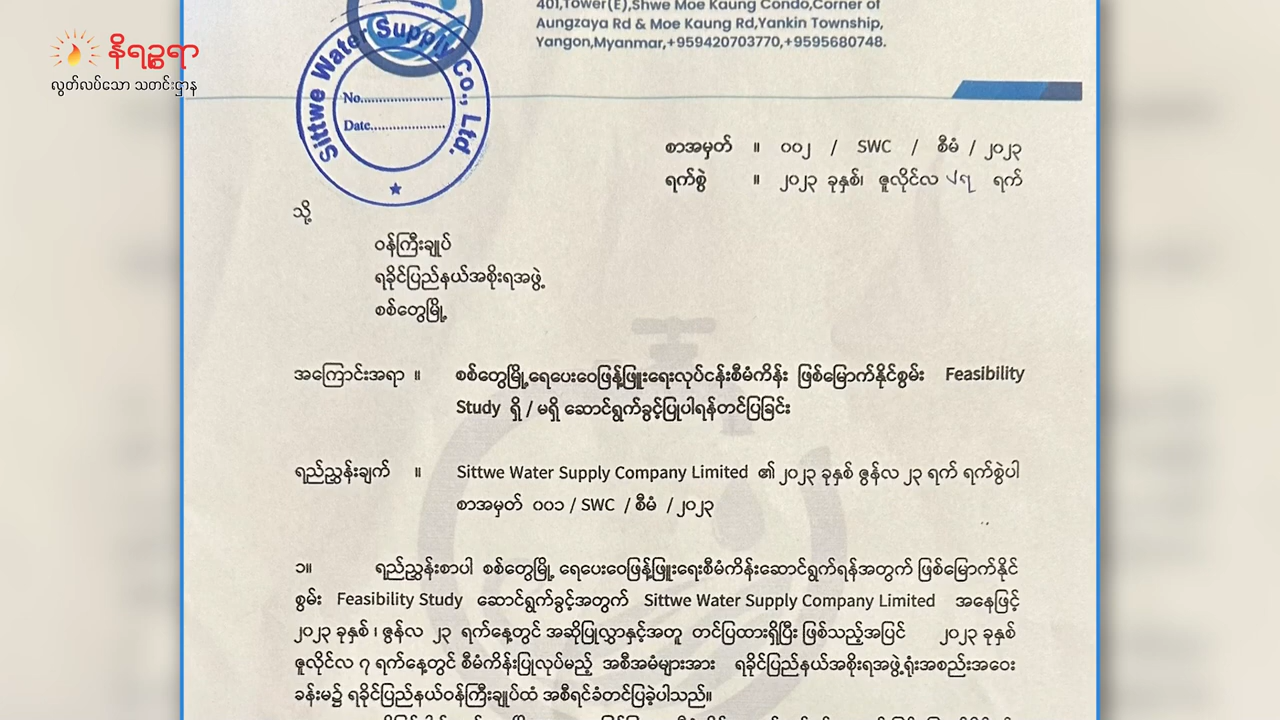 နိရဉ္စရာ
လွတ်လပ်သော သတင်းဌာန
401,Tower(E),Shwe Moe Kaung Condo,Corner of
Aungzaya Rd & Moe Kaung Rd,Yankin Township,
Yangon,Myanmar,+959420703770,+9595680748.
Sittwe Water Supply Co., Ltd.
No.......................
Date.....................
စာအမှတ် ။ ၀၀၂ / SWC / စီမံ / ၂၀၂၃
ရက်စွဲ ။ ၂၀၂၃ ခုနှစ်၊ ဇူလိုင်လ ရက်
သို့
ဝန်ကြီးချုပ်
ရခိုင်ပြည်နယ်အစိုးရအဖွဲ့
စစ်တွေမြို့
အကြောင်းအရာ ။ စစ်တွေမြို့ရေပေးဝေဖြန့်ဖြူးရေးလုပ်ငန်းစီမံကိန်း ဖြစ်မြောက်နိုင်စွမ်း Feasibility
Study ရှိ / မရှိ ဆောင်ရွက်ခွင့်ပြုပါရန်တင်ပြခြင်း
ရည်ညွှန်းချက် ။ Sittwe Water Supply Company Limited ၏ ၂၀၂၃ ခုနှစ် ဇွန်လ ၂၃ ရက် ရက်စွဲပါ
စာအမှတ် ၀၀၁ / SWC / စီမံ / ၂၀၂၃
၁။ ရည်ညွှန်းစာပါ စစ်တွေမြို့ ရေပေးဝေဖြန့်ဖြူးရေးစီမံကိန်းဆောင်ရွက်ရန်အတွက် ဖြစ်မြောက်နိုင်
စွမ်း Feasibility Study ဆောင်ရွက်ခွင့်အတွက် Sittwe Water Supply Company Limited အနေဖြင့်
၂၀၂၃ ခုနှစ် ၊ ဇွန်လ ၂၃ ရက်နေ့တွင် အဆိုပြုလွှာနှင့်အတူ တင်ပြထားရှိပြီး ဖြစ်သည့်အပြင် ၂၀၂၃ ခုနှစ်
ဇူလိုင်လ ၇ ရက်နေ့တွင် စီမံကိန်းပြုလုပ်မည့် အစီအမံများအား ရခိုင်ပြည်နယ်အစိုးရအဖွဲ့ရုံးအစည်းအဝေး
ခန်းမ၌ ရခိုင်ပြည်နယ်ဝန်ကြီးချုပ်ထံ အစီရင်ခံတင်ပြခဲ့ပါသည်။